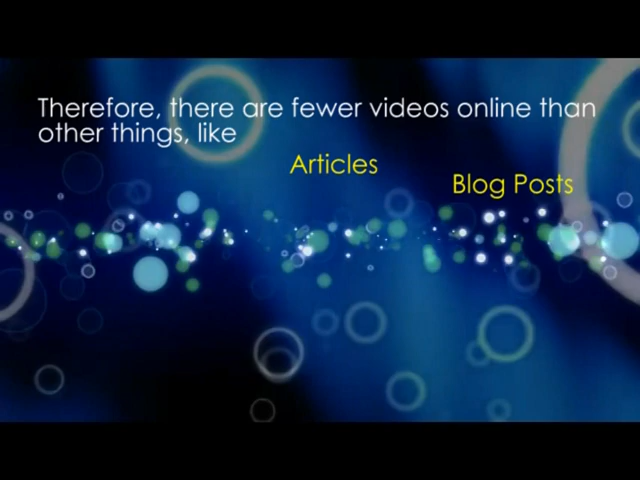 Therefore, there are fewer videos online than
other things, like
Articles
Blog Posts